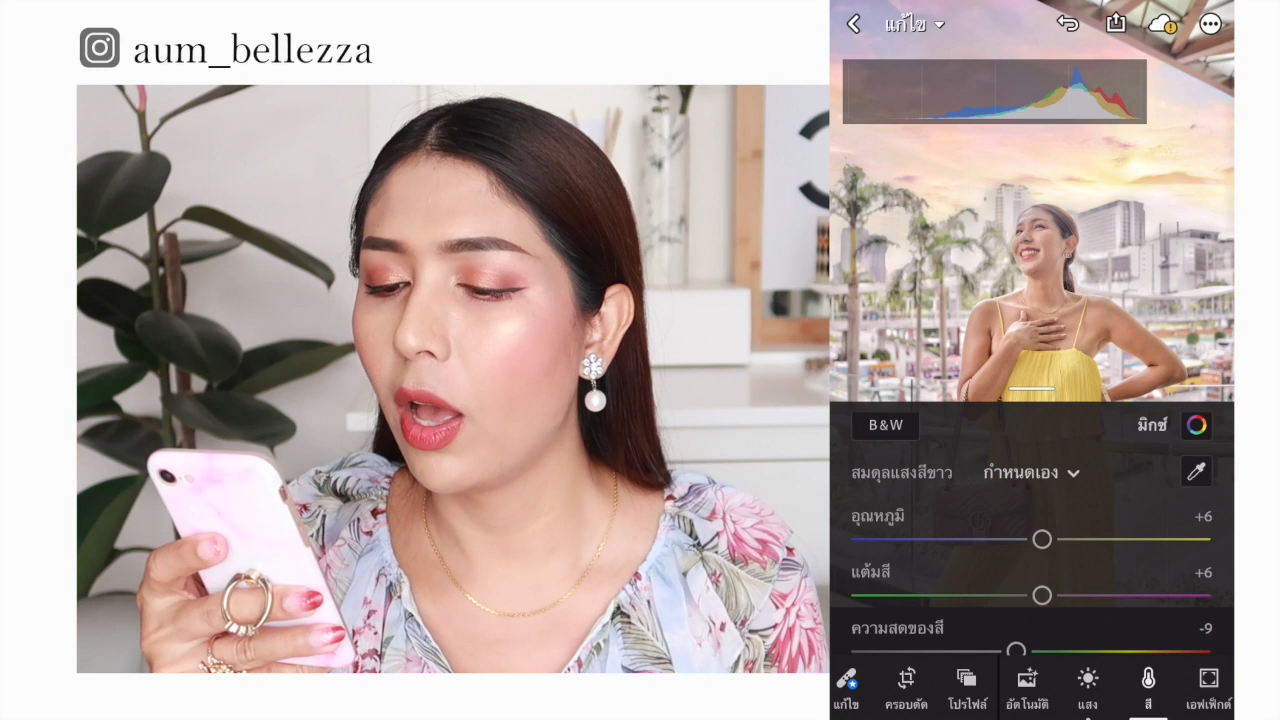 aum_bellezza
แก้ไข
B&W
มิกซ์
สมดุลแสงสีขาว กำหนดเอง
อุณหภูมิ +6
แต้มสี +6
ความสดของสี -9
แก้ไข ครอบตัด โปรไฟล์ อัตโนมัติ แสง สี เอฟเฟ็กต์